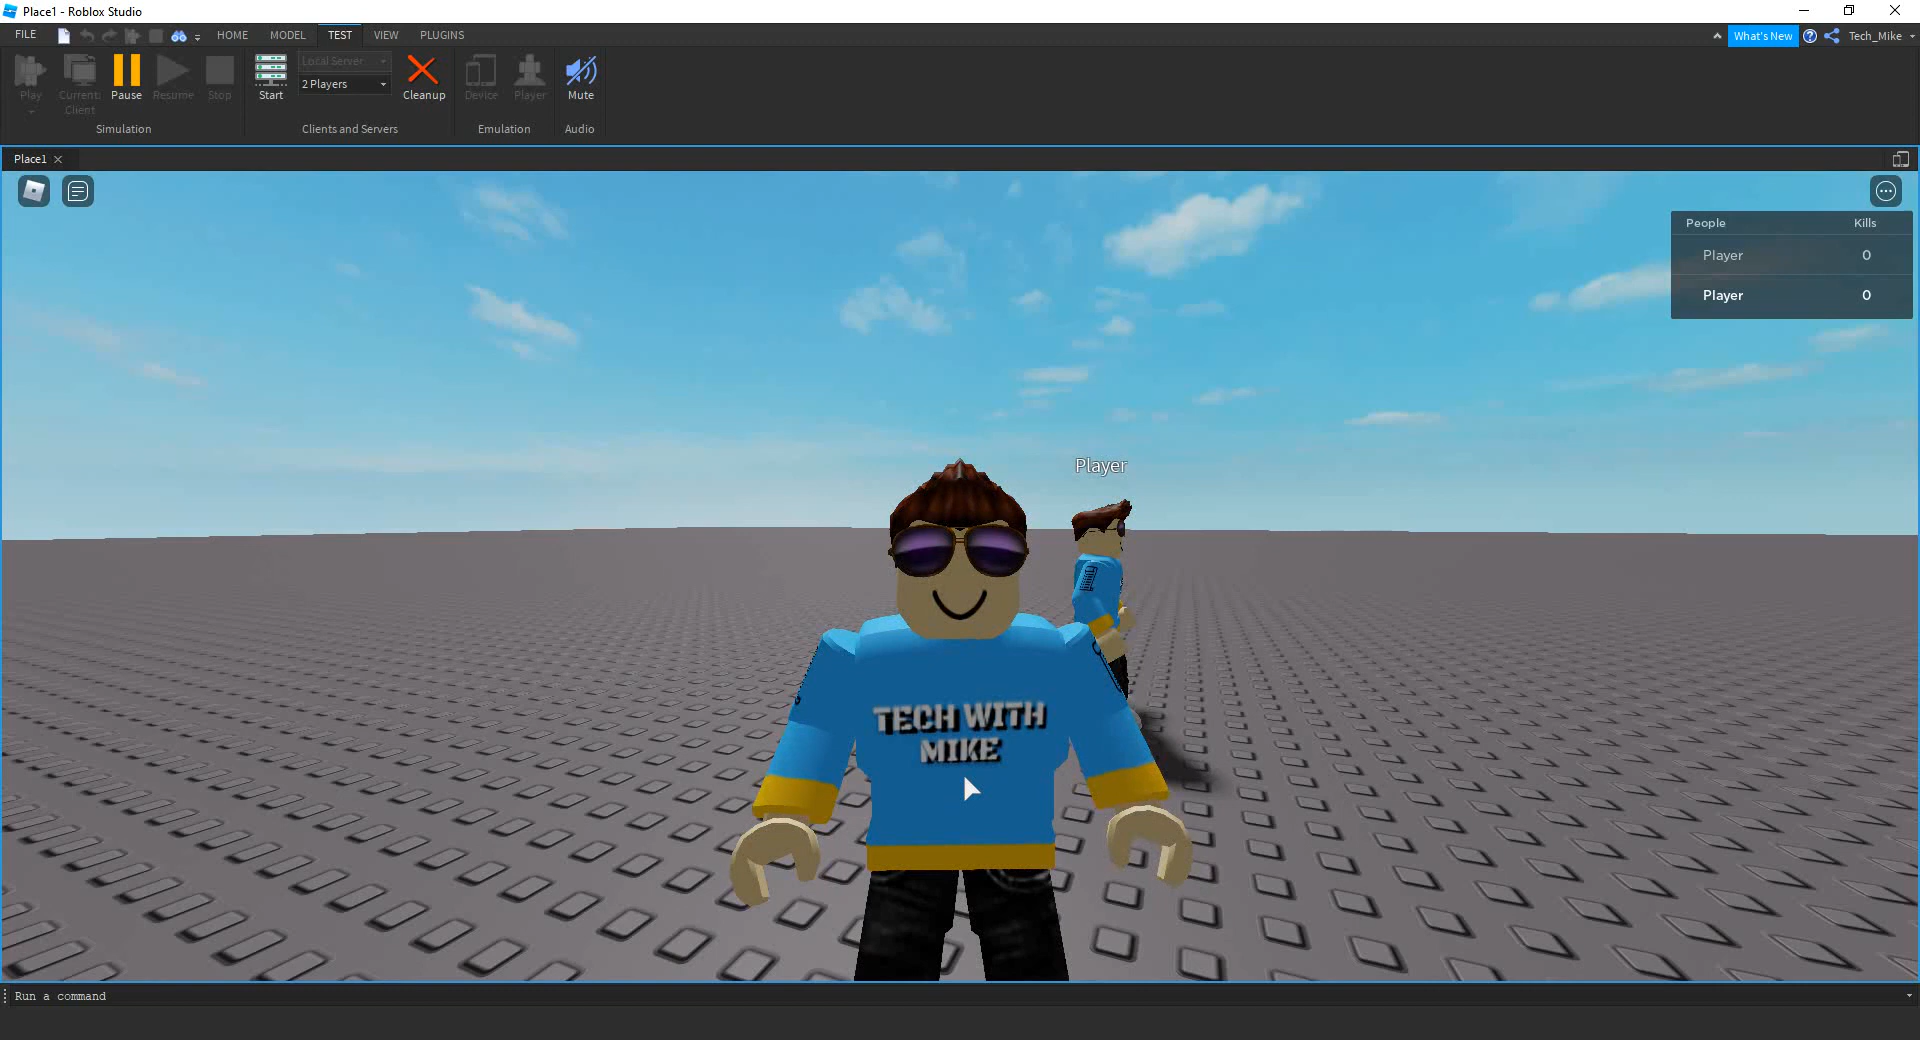 Place1 - Roblox Studio
FILE HOME MODEL TEST VIEW PLUGINS What's New Tech_Mike
Play Current: Client Pause Resume Stop
Simulation
Start Local Server 2 Players Cleanup
Clients and Servers
Device Player
Emulation
Mute
Audio
Place1
People Kills
Player 0
Player 0
Player
TECH WITH
MIKE
Run a command